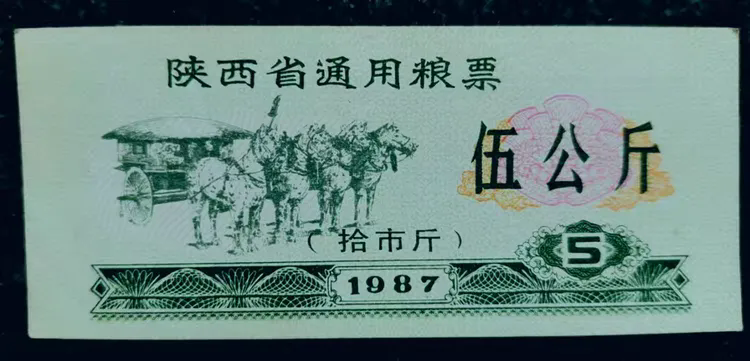 陕西省通用粮票
伍公斤
（拾市斤）
5
1987